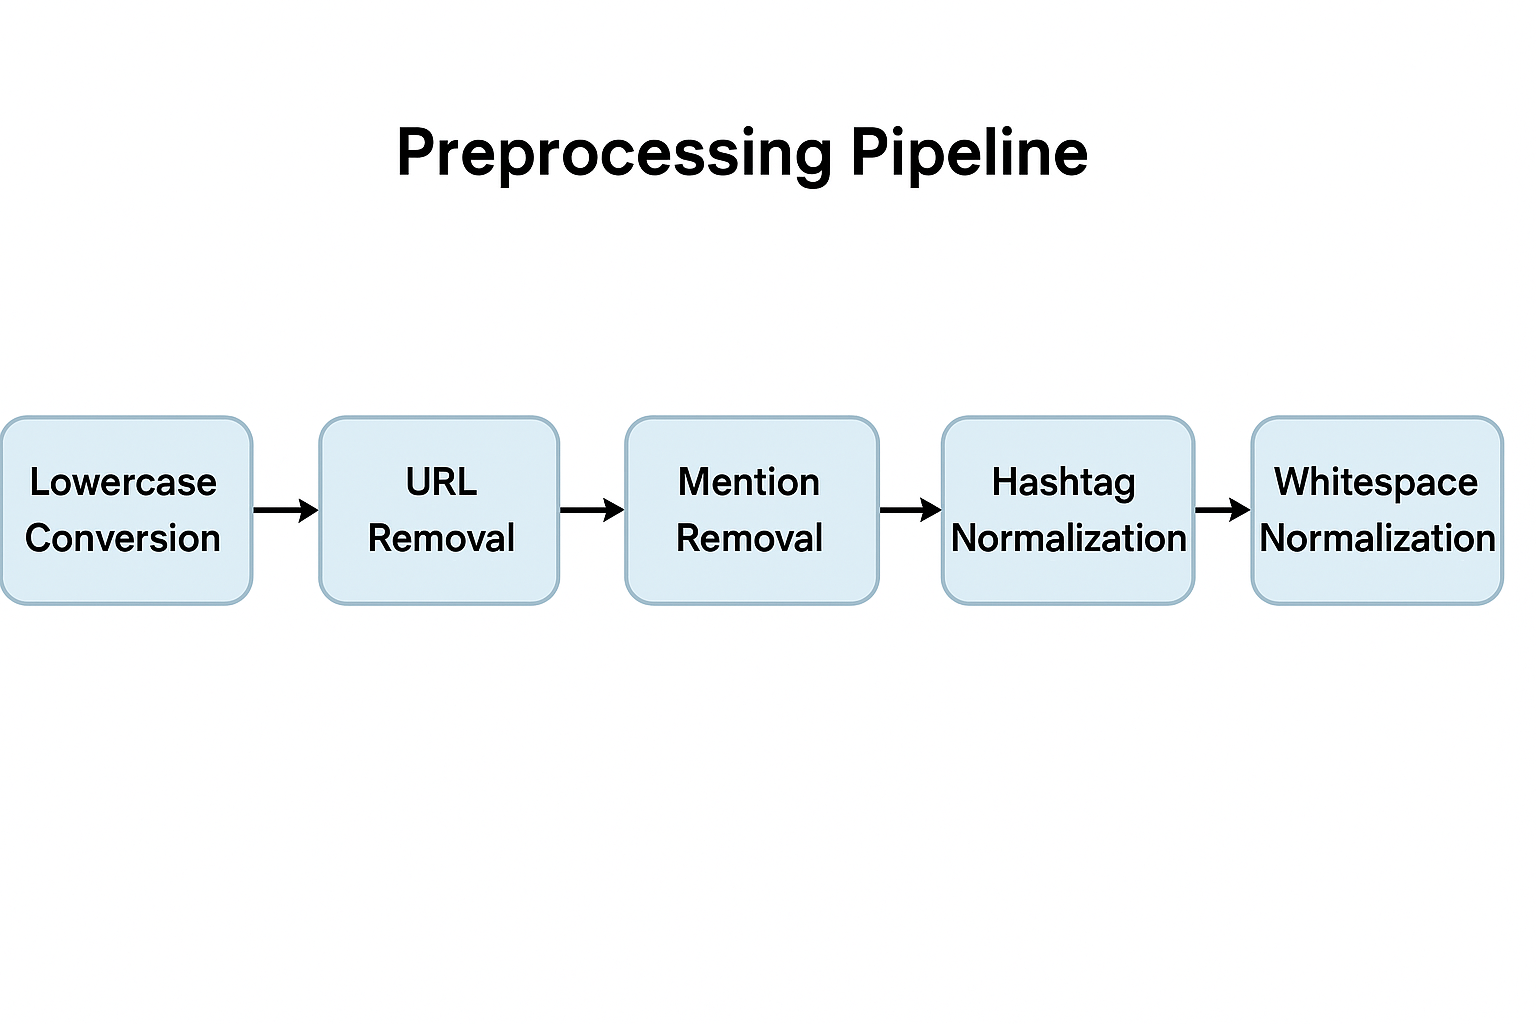 Preprocessing Pipeline
Lowercase
Conversion
URL
Removal
Mention
Removal
Hashtag
Normalization
Whitespace
Normalization